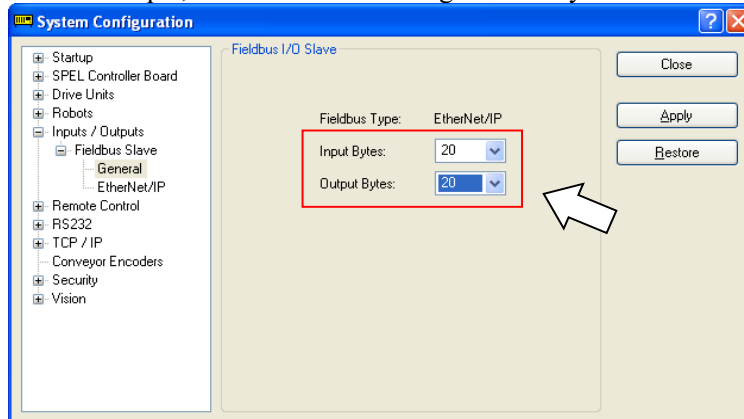 System Configuration
Startup
SPEL Controller Board
Drive Units
Robots
Inputs / Outputs
Fieldbus Slave
General
EtherNet/IP
Remote Control
RS232
TCP / IP
Conveyor Encoders
Security
Vision
Fieldbus I/O Slave
Fieldbus Type: EtherNet/IP
Input Bytes: 20
Output Bytes: 20
Close
Apply
Restore